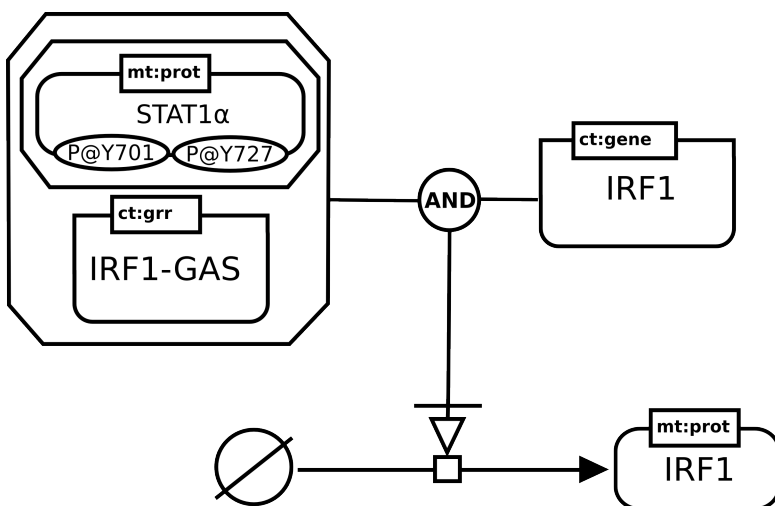 mt:prot
STAT1α
P@Y701 P@Y727
ct:grr
IRF1-GAS
AND
ct:gene
IRF1
mt:prot
IRF1